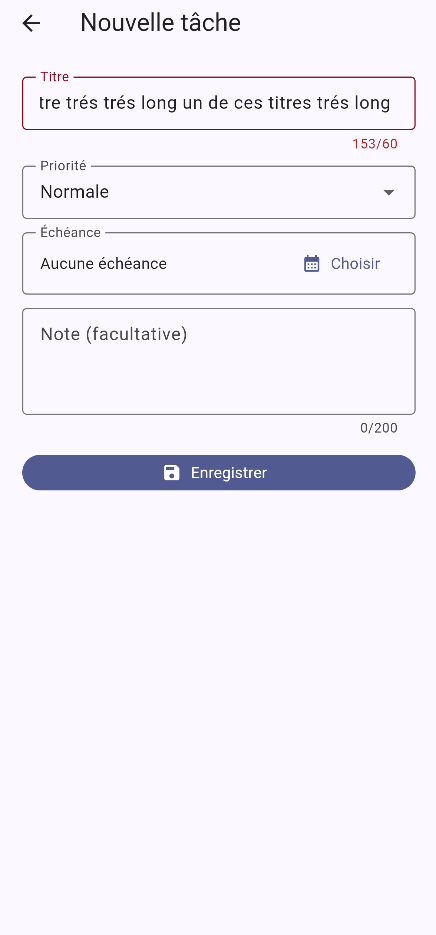 Nouvelle tâche
Titre
tre trés trés long un de ces titres trés long
153/60
Priorité
Normale
Échéance
Aucune échéance
Choisir
Note (facultative)
0/200
Enregistrer